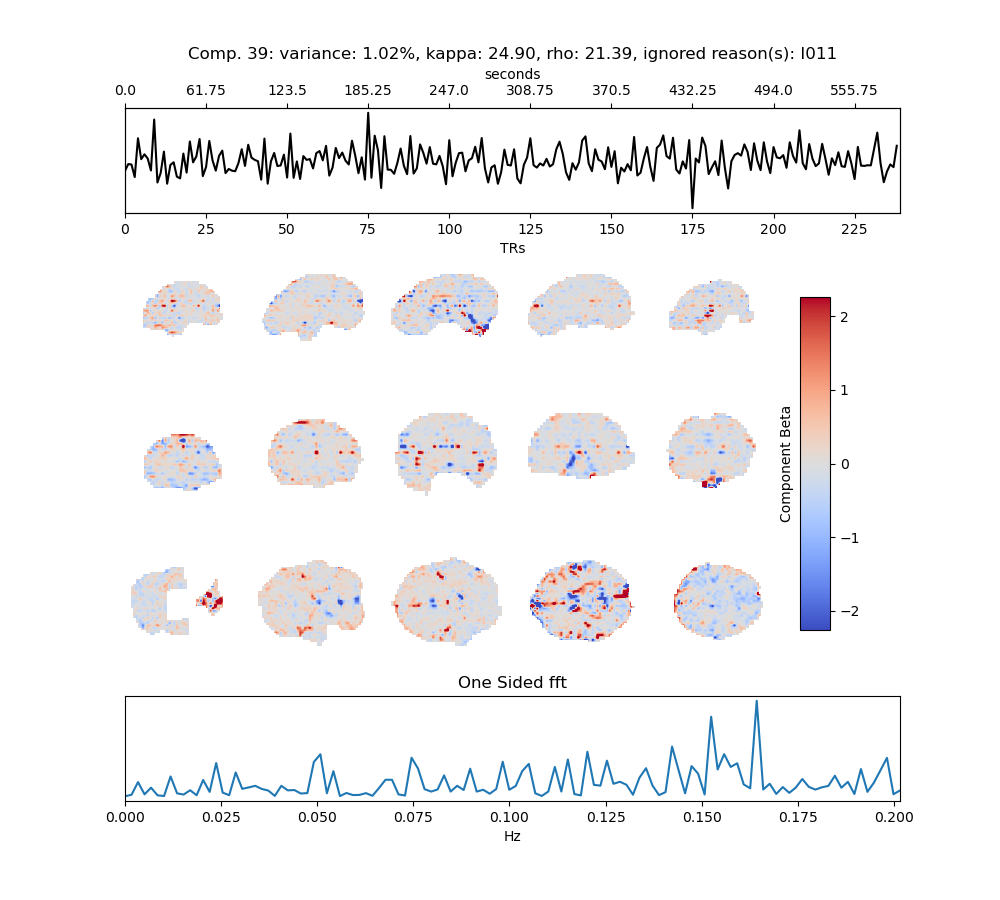 Comp. 39: variance: 1.02%, kappa: 24.90, rho: 21.39, ignored reason(s): I011
seconds
0.0 61.75 123.5 185.25 247.0 308.75 370.5 432.25 494.0 555.75
0 25 50 75 100 125 150 175 200 225
TRs
2
1
0
−1
−2
Component Beta
One Sided fft
0.000 0.025 0.050 0.075 0.100 0.125 0.150 0.175 0.200
Hz